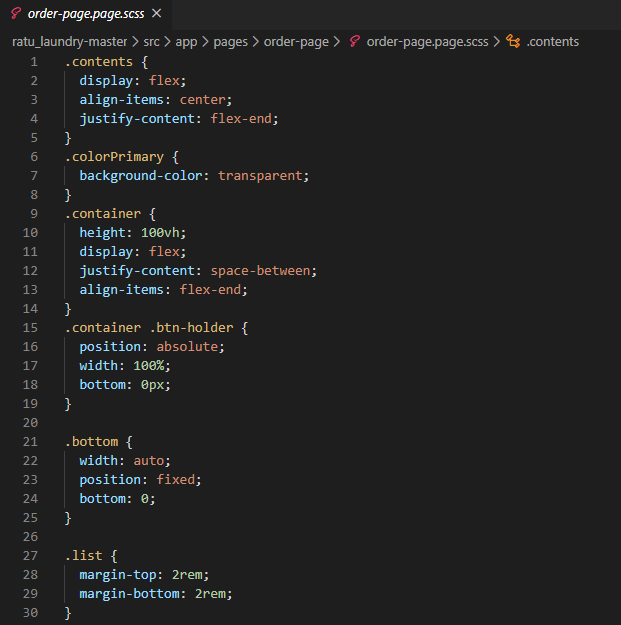 order-page.page.scss
ratu_laundry-master > src > app > pages > order-page > order-page.page.scss > .contents
1 .contents {
2 display: flex;
3 align-items: center;
4 justify-content: flex-end;
5 }
6 .colorPrimary {
7 background-color: transparent;
8 }
9 .container {
10 height: 100vh;
11 display: flex;
12 justify-content: space-between;
13 align-items: flex-end;
14 }
15 .container .btn-holder {
16 position: absolute;
17 width: 100%;
18 bottom: 0px;
19 }
20
21 .bottom {
22 width: auto;
23 position: fixed;
24 bottom: 0;
25 }
26
27 .list {
28 margin-top: 2rem;
29 margin-bottom: 2rem;
30 }